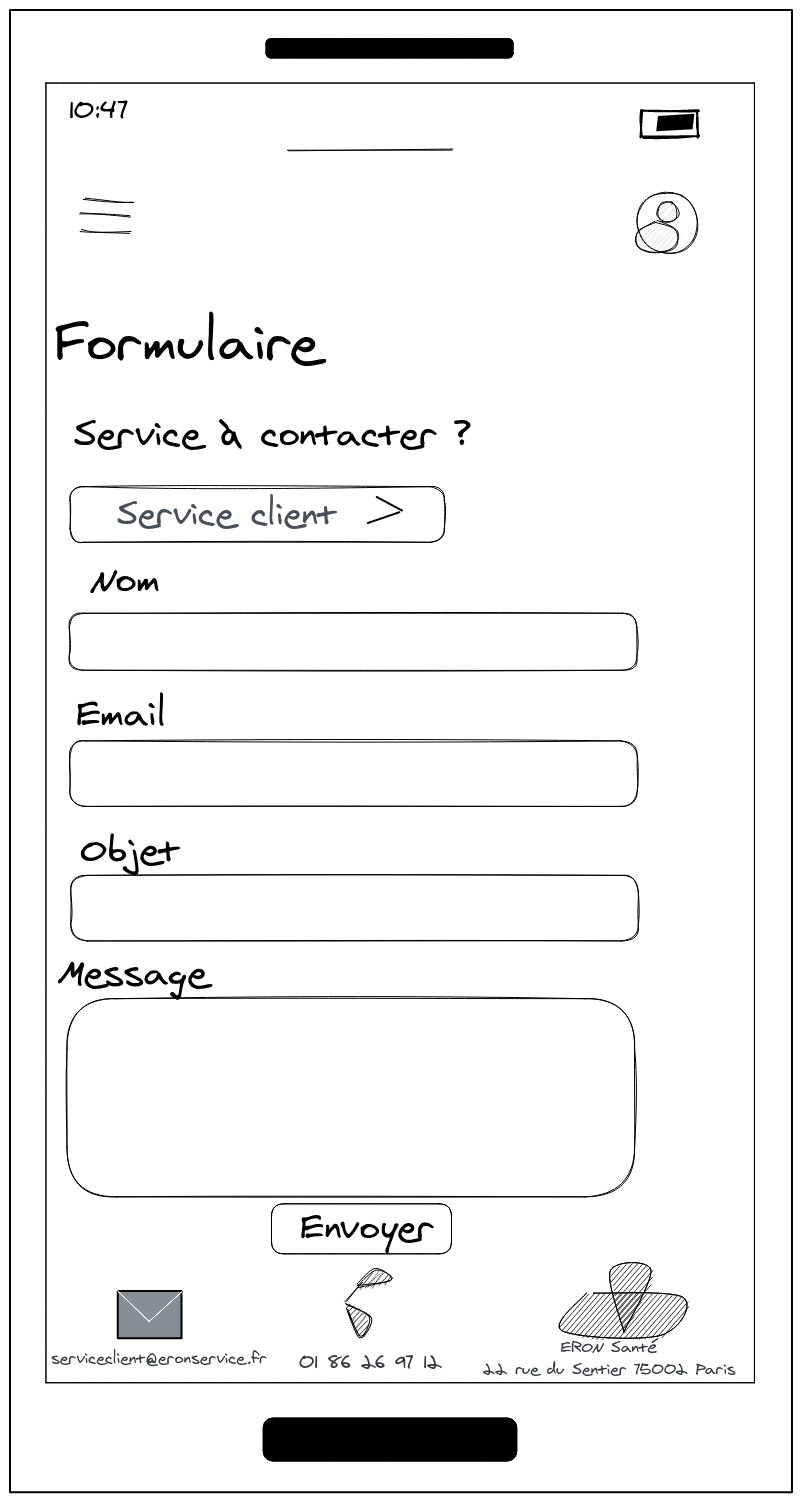 10:47
Formulaire
Service à contacter ?
Service client
Nom
Email
Objet
Message
Envoyer
serviceclient@eronservice.fr
01 86 26 97 12
ERON Santé
22 rue du Sentier 75002 Paris